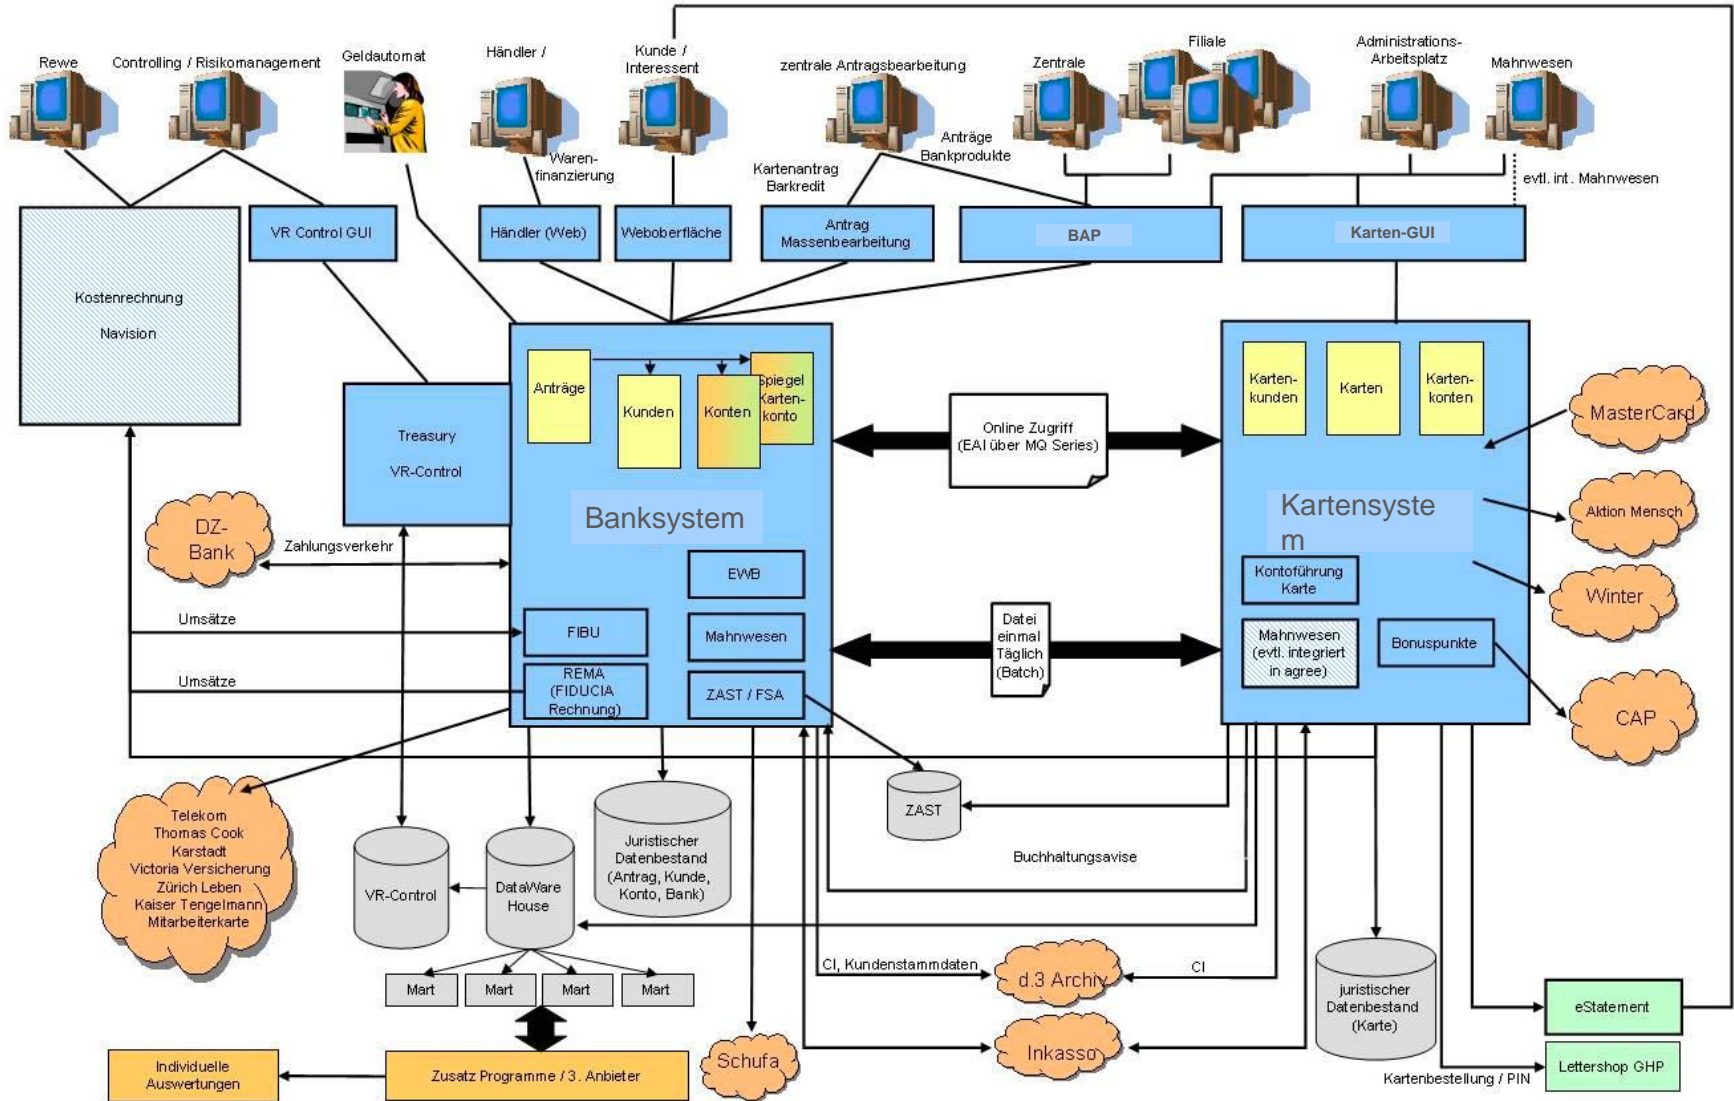 Rewe
Controlling / Risikomanagement
Geldautomat
Händler /
Kunde /
Interessent
zentrale Antragsbearbeitung
Zentrale
Filiale
Administrations-
Arbeitsplatz
Mahnwesen
Waren-
finanzierung
Kartenantrag
Barkredit
Anträge
Bankprodukte
evtl. int. Mahnwesen
VR Control GUI
Händler (Web)
Weboberfläche
Antrag
Massenbearbeitung
BAP
Karten-GUI
Kostenrechnung
Navision
Treasury
VR-Control
Anträge
Kunden
Konten
Spiegel
Karten-
konto
Banksystem
EWB
FIBU
Mahnwesen
REMA
(FIDUCIA
Rechnung)
ZAST / FSA
Online Zugriff
(EAI über MQ Series)
Datei
einmal
Täglich
(Batch)
Karten-
kunden
Karten
Karten-
konten
Kartensyste
m
Kontoführung
Karte
Mahnwesen
(evtl. integriert
in agree)
Bonuspunkte
MasterCard
Aktion Mensch
Winter
CAP
DZ-
Bank
Zahlungsverkehr
Umsätze
Umsätze
Telekom
Thomas Cook
Karstadt
Victoria Versicherung
Zürich Leben
Kaiser Tengelmann
Mitarbeiterkarte
VR-Control
DataWare
House
Juristischer
Datenbestand
(Antrag, Kunde,
Konto, Bank)
ZAST
Buchhaltungsavise
Mart
Mart
Mart
Mart
CI, Kundenstammdaten
d.3 Archiv
CI
juristischer
Datenbestand
(Karte)
eStatement
Lettershop GHP
Kartenbestellung / PIN
Schufa
Inkasso
Individuelle
Auswertungen
Zusatz Programme / 3. Anbieter